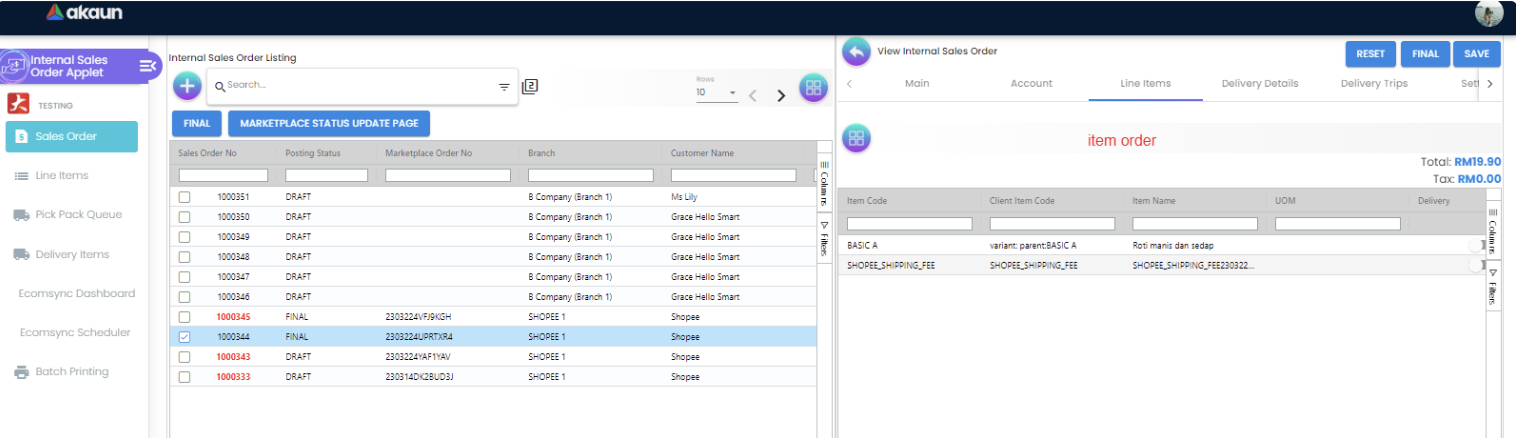 akaun
Internal Sales
Order Applet
TESTING
Sales Order
Line Items
Pick Pack Queue
Delivery Items
Ecomsync Dashboard
Ecomsync Scheduler
Batch Printing
Internal Sales Order Listing
Search...
2
Rows
10
FINAL MARKETPLACE STATUS UPDATE PAGE
Sales Order No Posting Status Marketplace Order No Branch Customer Name
1000351 DRAFT B Company (Branch 1) Ms Lily
1000350 DRAFT B Company (Branch 1) Grace Hello Smart
1000349 DRAFT B Company (Branch 1) Grace Hello Smart
1000348 DRAFT B Company (Branch 1) Grace Hello Smart
1000347 DRAFT B Company (Branch 1) Grace Hello Smart
1000346 DRAFT B Company (Branch 1) Grace Hello Smart
1000345 FINAL 2303224VFJ9KGH SHOPEE 1 Shopee
1000344 FINAL 2303224UPRTXR4 SHOPEE 1 Shopee
1000343 DRAFT 2303224YAF1YAV SHOPEE 1 Shopee
1000333 DRAFT 230314DK2BUD3J SHOPEE 1 Shopee
Columns
Filters
View Internal Sales Order
RESET FINAL SAVE
Main Account Line Items Delivery Details Delivery Trips Sett
item order
Total: RM19.90
Tax: RM0.00
Item Code Client Item Code Item Name UOM Delivery
BASIC A variant: parent:BASIC A Roti manis dan sedap
SHOPEE_SHIPPING_FEE SHOPEE_SHIPPING_FEE SHOPEE_SHIPPING_FEE230322...
Columns
Filters